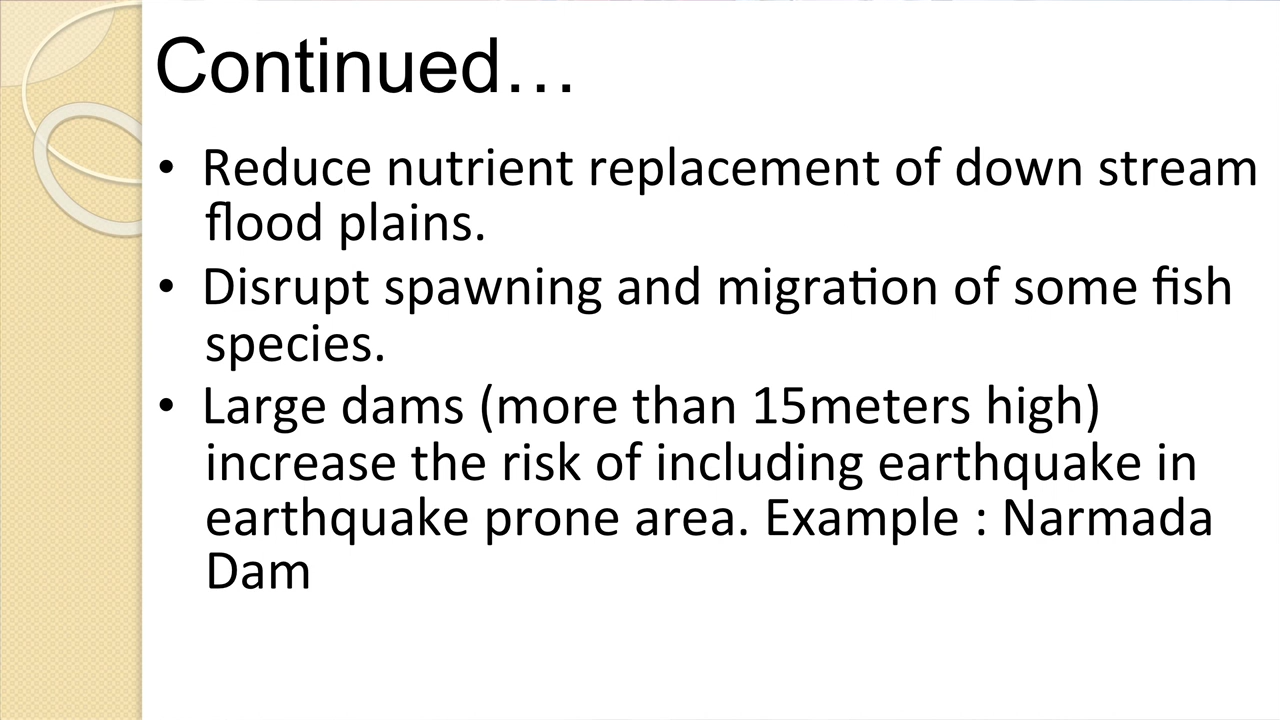 Continued…
• Reduce nutrient replacement of down stream
flood plains.
• Disrupt spawning and migration of some fish
species.
• Large dams (more than 15meters high)
increase the risk of including earthquake in
earthquake prone area. Example : Narmada
Dam